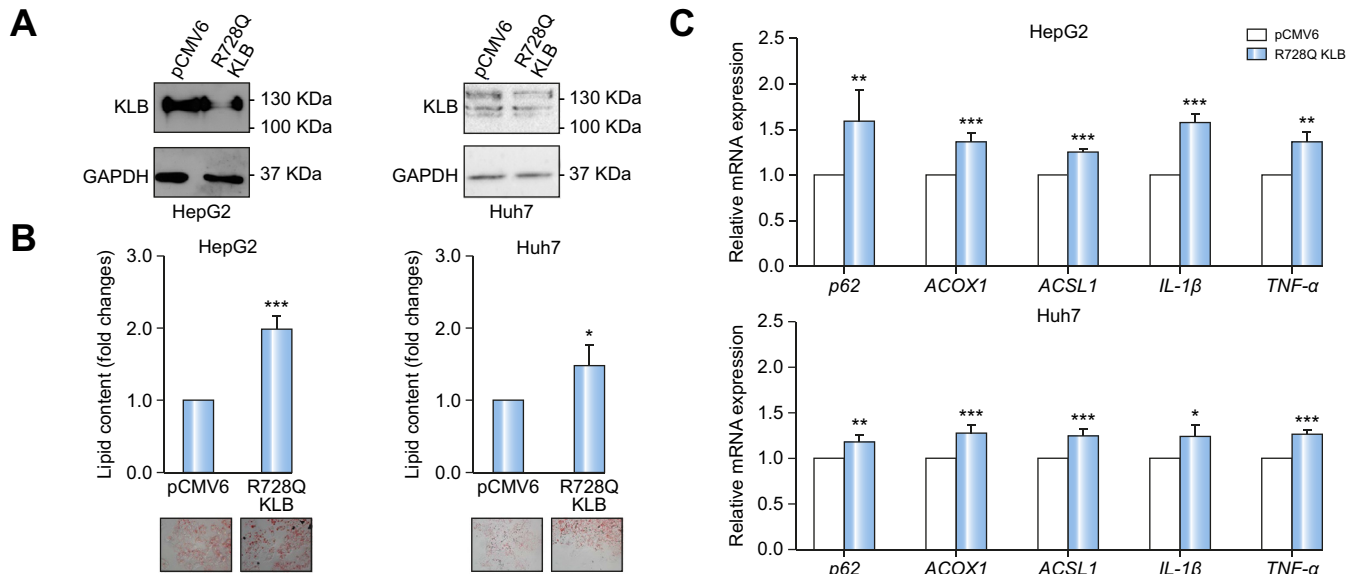 A
pCMV6
R728Q
KLB
KLB
130 KDa
100 KDa
GAPDH
37 KDa
HepG2
pCMV6
R728Q
KLB
KLB
130 KDa
100 KDa
GAPDH
37 KDa
Huh7
B
HepG2
Lipid content (fold changes)
3.0
2.0
1.0
0.0
***
pCMV6
R728Q
KLB
Huh7
Lipid content (fold changes)
3.0
2.0
1.0
0.0
*
pCMV6
R728Q
KLB
C
HepG2
pCMV6
R728Q KLB
Relative mRNA expression
2.5
2.0
1.5
1.0
0.5
0.0
** *** *** *** **
p62 ACOX1 ACSL1 IL-1β TNF-α
Huh7
Relative mRNA expression
2.5
2.0
1.5
1.0
0.5
0.0
** *** *** * ***
p62 ACOX1 ACSL1 IL-1β TNF-α